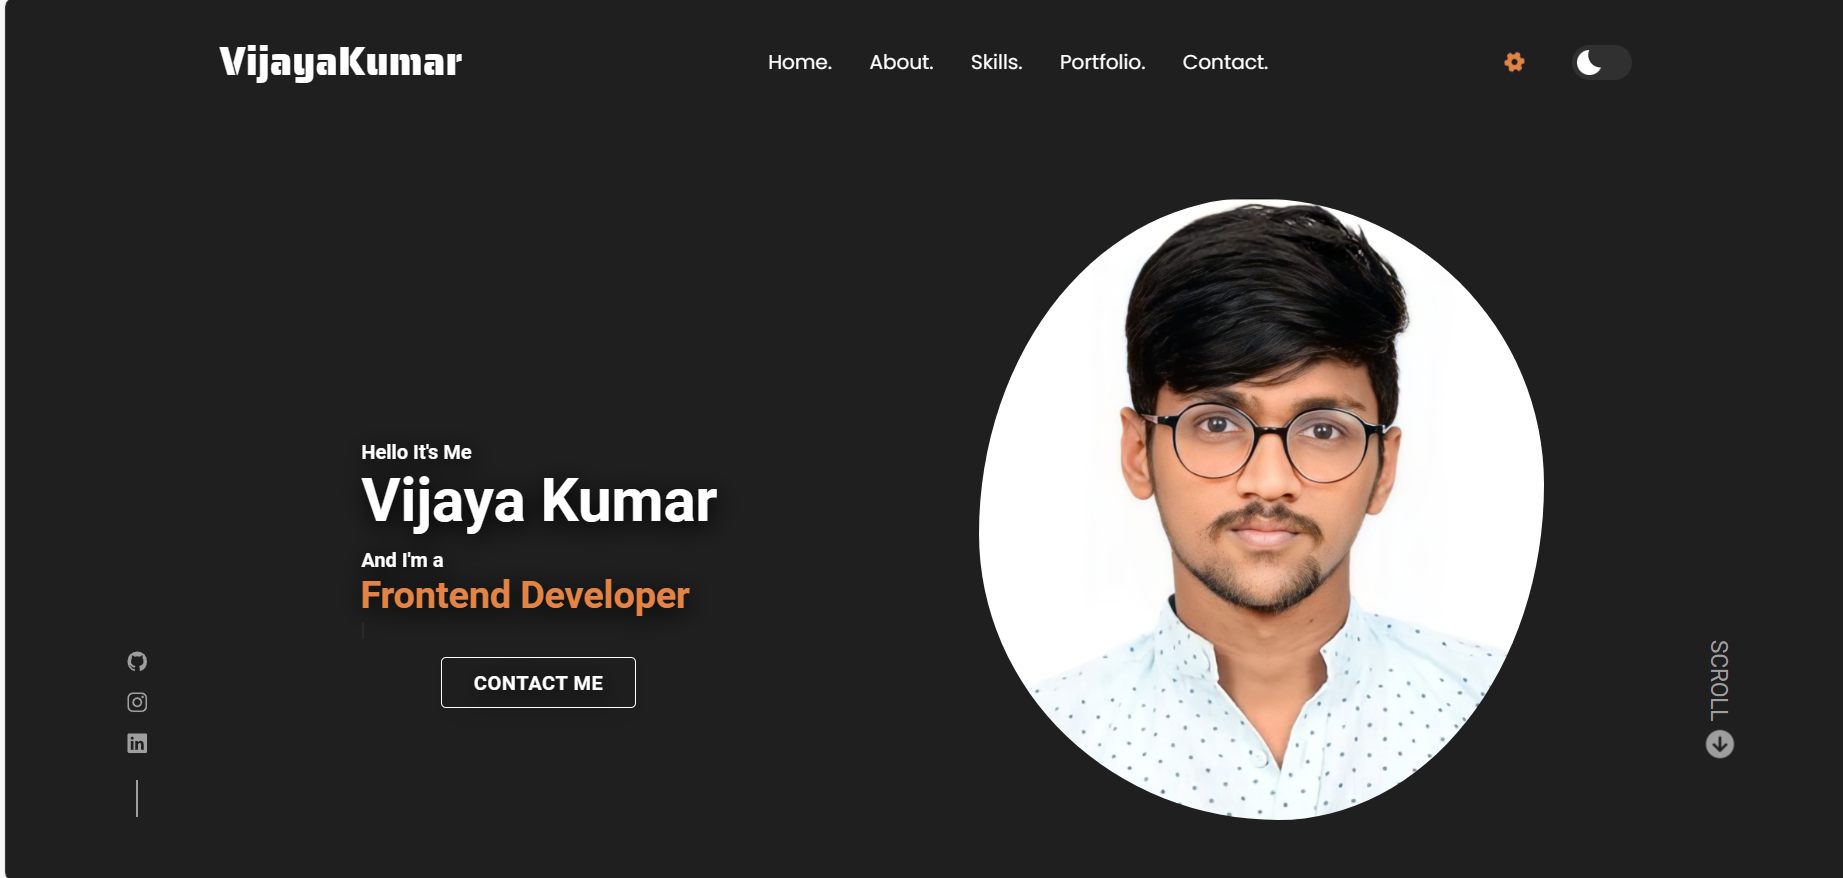 VijayaKumar
Home. About. Skills. Portfolio. Contact.
Hello It's Me
Vijaya Kumar
And I'm a
Frontend Developer
CONTACT ME
SCROLL